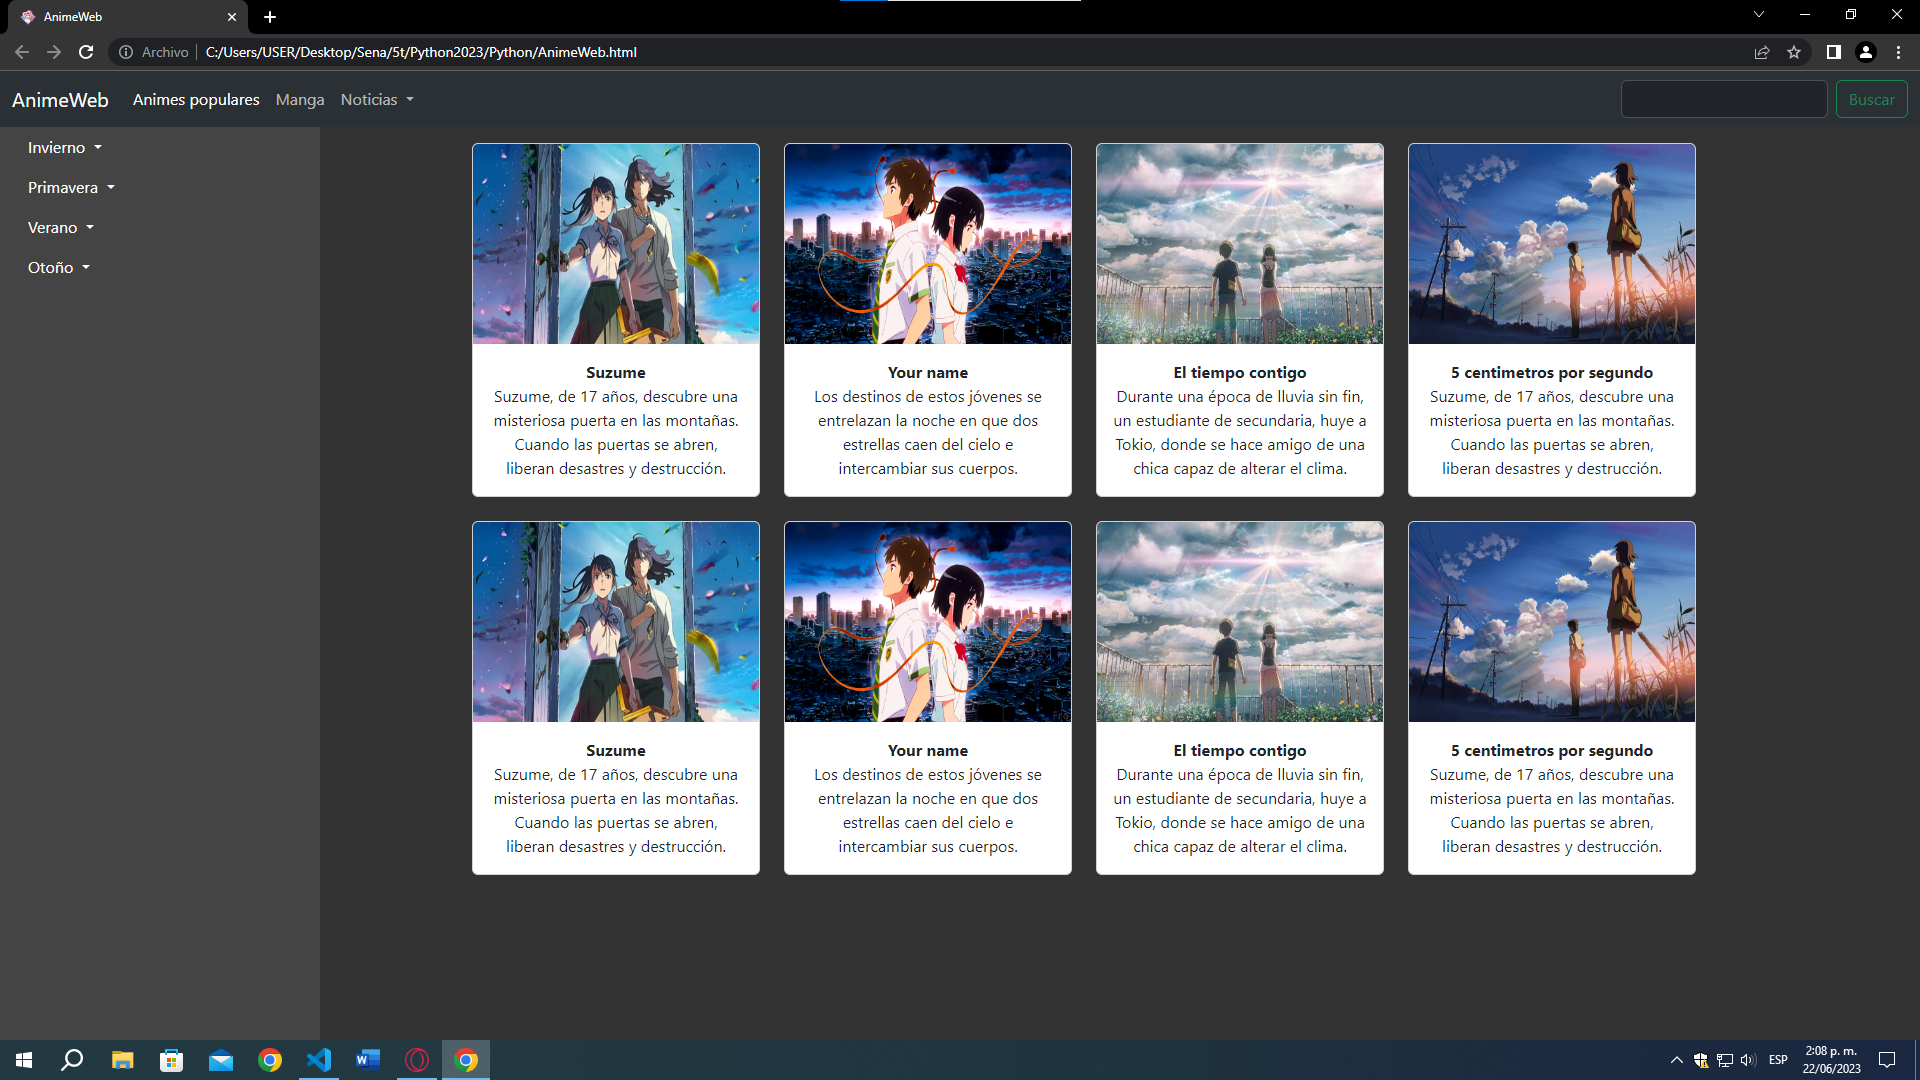 AnimeWeb
Archivo C:/Users/USER/Desktop/Sena/5t/Python2023/Python/AnimeWeb.html
AnimeWeb Animes populares Manga Noticias Buscar
Invierno
Primavera
Verano
Otoño
Suzume
Suzume, de 17 años, descubre una
misteriosa puerta en las montañas.
Cuando las puertas se abren,
liberan desastres y destrucción.
Your name
Los destinos de estos jóvenes se
entrelazan la noche en que dos
estrellas caen del cielo e
intercambiar sus cuerpos.
El tiempo contigo
Durante una época de lluvia sin fin,
un estudiante de secundaria, huye a
Tokio, donde se hace amigo de una
chica capaz de alterar el clima.
5 centimetros por segundo
Suzume, de 17 años, descubre una
misteriosa puerta en las montañas.
Cuando las puertas se abren,
liberan desastres y destrucción.
Suzume
Suzume, de 17 años, descubre una
misteriosa puerta en las montañas.
Cuando las puertas se abren,
liberan desastres y destrucción.
Your name
Los destinos de estos jóvenes se
entrelazan la noche en que dos
estrellas caen del cielo e
intercambiar sus cuerpos.
El tiempo contigo
Durante una época de lluvia sin fin,
un estudiante de secundaria, huye a
Tokio, donde se hace amigo de una
chica capaz de alterar el clima.
5 centimetros por segundo
Suzume, de 17 años, descubre una
misteriosa puerta en las montañas.
Cuando las puertas se abren,
liberan desastres y destrucción.
W
ESP
2:08 p. m.
22/06/2023